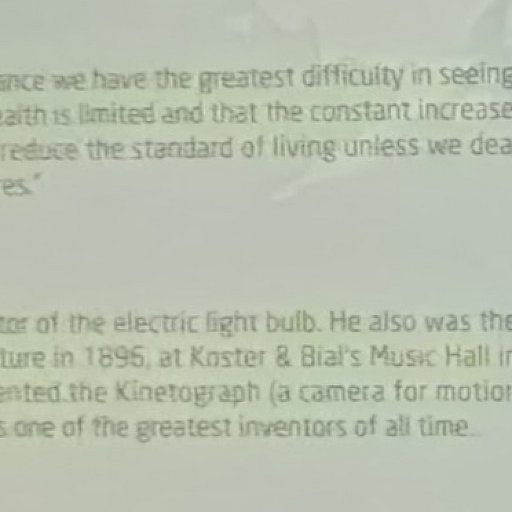 ance we have the greatest difficulty in seeing
ealth is limited and that the constant increase
reduce the standard of living unless we dea
es."
tor of the electric light bulb. He also was the
ture in 1896, at Koster & Bial's Music Hall in
ented the Kinetograph (a camera for motion
s one of the greatest inventors of all time.